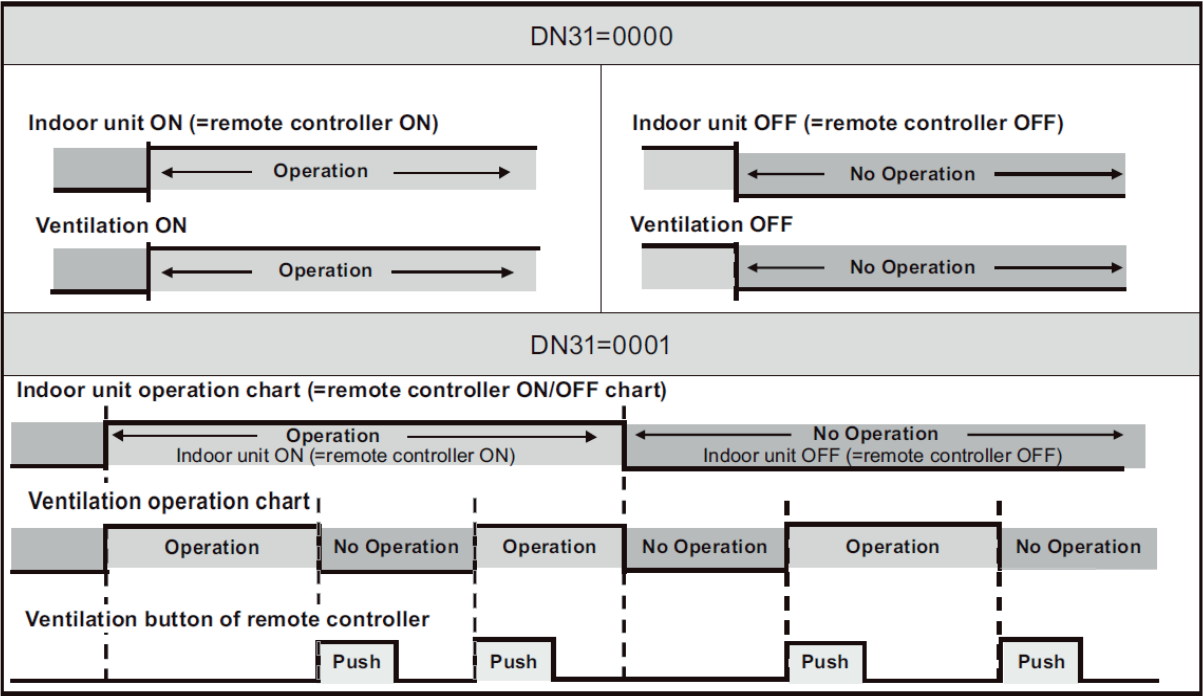 DN31=0000
Indoor unit ON (=remote controller ON)
Operation
Ventilation ON
Operation
Indoor unit OFF (=remote controller OFF)
No Operation
Ventilation OFF
No Operation
DN31=0001
Indoor unit operation chart (=remote controller ON/OFF chart)
Operation
Indoor unit ON (=remote controller ON)
No Operation
Indoor unit OFF (=remote controller OFF)
Ventilation operation chart
Operation
No Operation
Operation
No Operation
Operation
No Operation
Ventilation button of remote controller
Push
Push
Push
Push